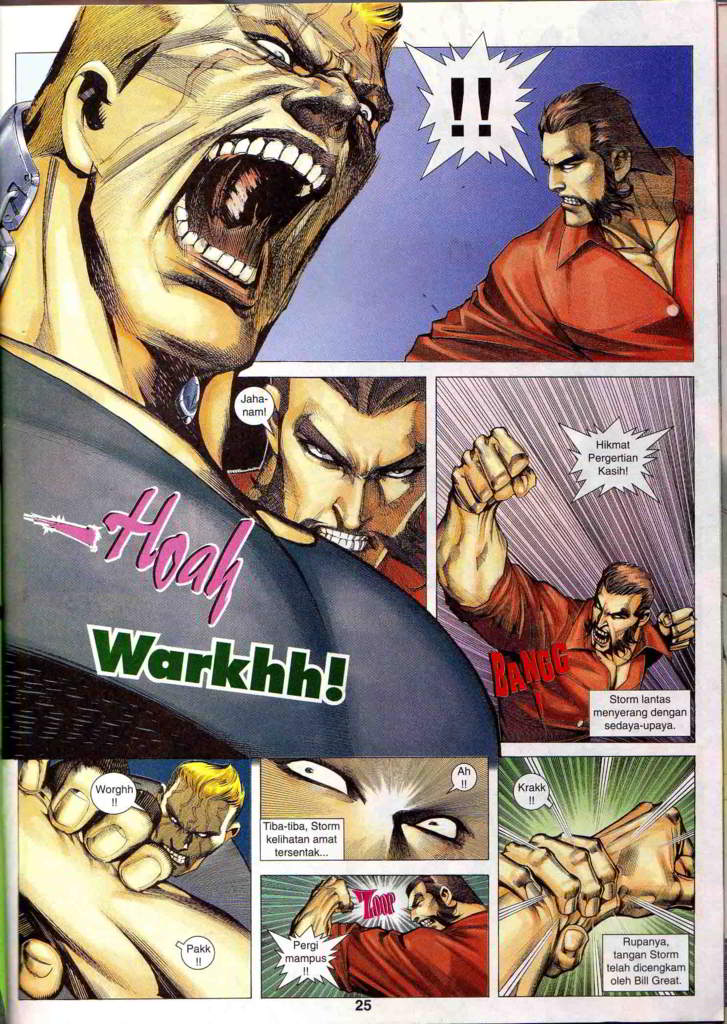 !!
Jaha-
nam!
Hikmat
Pergertian
Kasih!
Hoah
Warkhh!
BANGG
!
Storm lantas
menyerang dengan
sedaya-upaya.
Worghh
!!
Pakk
!!
Ah
!!
Tiba-tiba, Storm
kelihatan amat
tersentak...
ZOOP
Pergi
mampus
!!
Krakk
!!
Rupanya,
tangan Storm
telah dicengkam
oleh Bill Great.
25